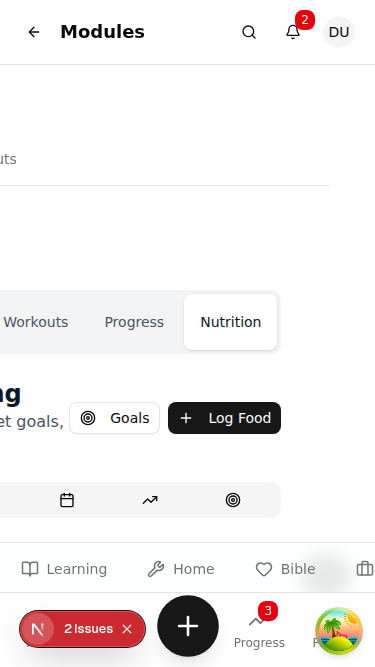 Modules
2
DU
uts
Workouts Progress Nutrition
ng
et goals,
Goals
Log Food
Learning Home Bible
N 2 Issues
3
Progress
P